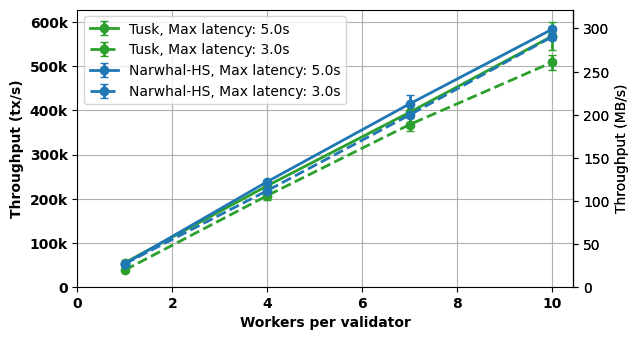 Tusk, Max latency: 5.0s
Tusk, Max latency: 3.0s
Narwhal-HS, Max latency: 5.0s
Narwhal-HS, Max latency: 3.0s
600k
500k
400k
300k
200k
100k
0
Throughput (tx/s)
300
250
200
150
100
50
0
Throughput (MB/s)
0 2 4 6 8 10
Workers per validator